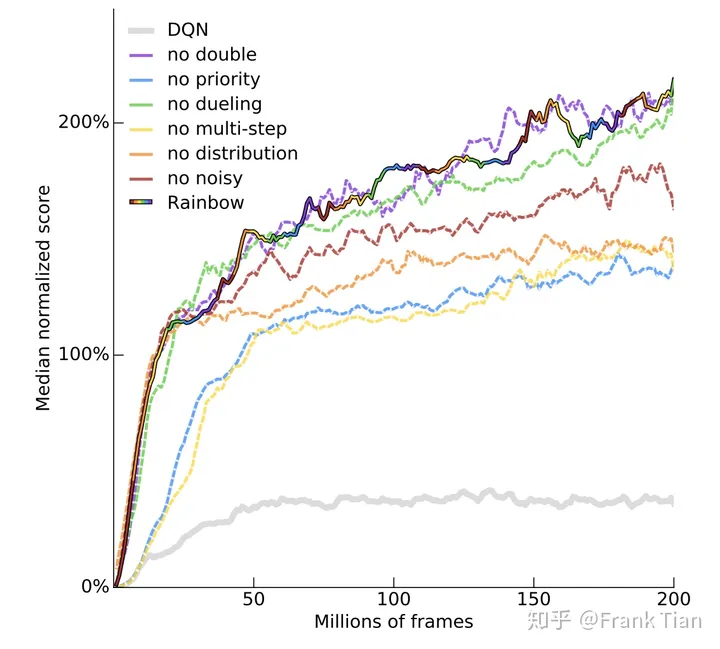 DQN
no double
no priority
no dueling
no multi-step
no distribution
no noisy
Rainbow
200%
100%
0%
Median normalized score
50
100
150
200
Millions of frames
知乎 @Frank Tian